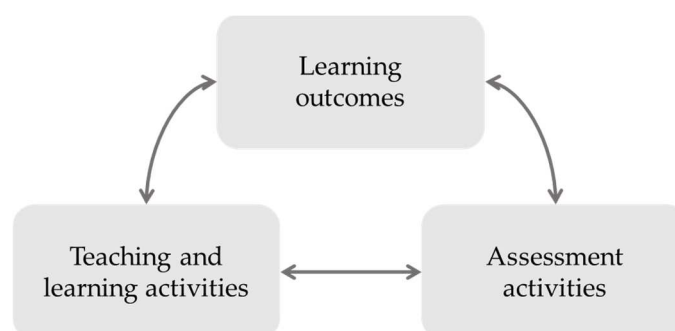 Learning
outcomes
Teaching and
learning activities
Assessment
activities